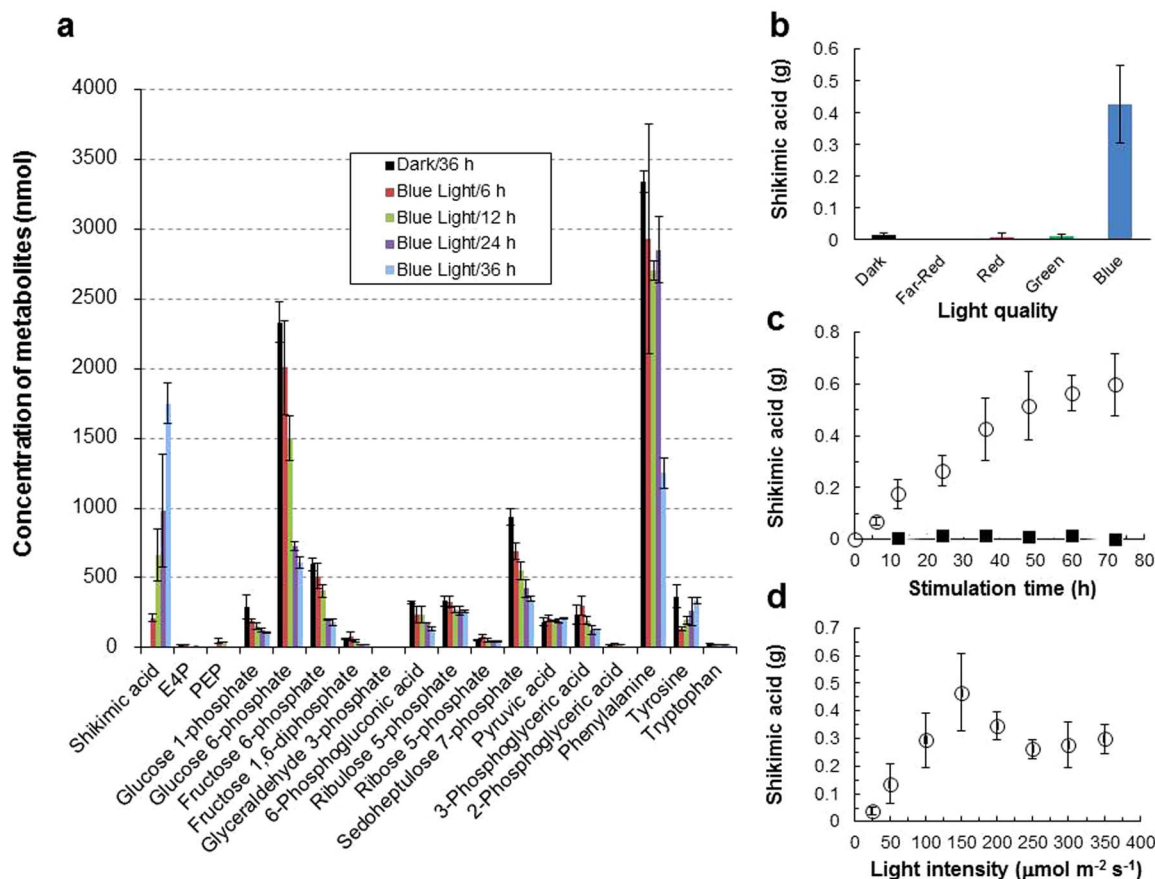 a
Concentration of metabolites (nmol)
4000
3500
3000
2500
2000
1500
1000
500
0
Dark/36 h
Blue Light/6 h
Blue Light/12 h
Blue Light/24 h
Blue Light/36 h
Shikimic acid
E4P
PEP
Glucose 1-phosphate
Glucose 6-phosphate
Fructose 6-phosphate
Fructose 1,6-diphosphate
Glyceraldehyde 3-phosphate
6-Phosphogluconic acid
Ribulose 5-phosphate
Ribose 5-phosphate
Sedoheptulose 7-phosphate
Pyruvic acid
3-Phosphoglyceric acid
2-Phosphoglyceric acid
Phenylalanine
Tyrosine
Tryptophan
b
Shikimic acid (g)
0.6
0.5
0.4
0.3
0.2
0.1
0
Dark
Far-Red
Red
Green
Blue
Light quality
c
Shikimic acid (g)
0.8
0.6
0.4
0.2
0
0 10 20 30 40 50 60 70 80
Stimulation time (h)
d
Shikimic acid (g)
0.7
0.6
0.5
0.4
0.3
0.2
0.1
0
0 50 100 150 200 250 300 350 400
Light intensity (μmol m⁻² s⁻¹)